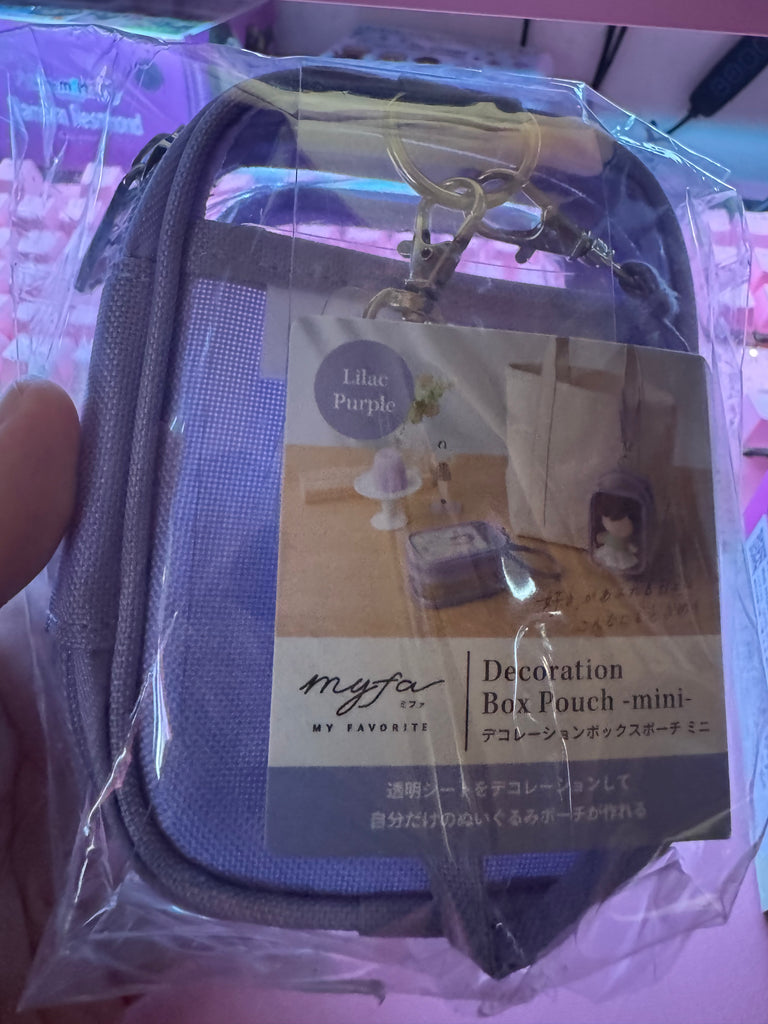 Lilac
Purple
myfa
ミファ
MY FAVORITE
Decoration
Box Pouch -mini-
デコレーションボックスポーチ ミニ
透明シートをデコレーションして
自分だけのぬいぐるみポーチが作れる